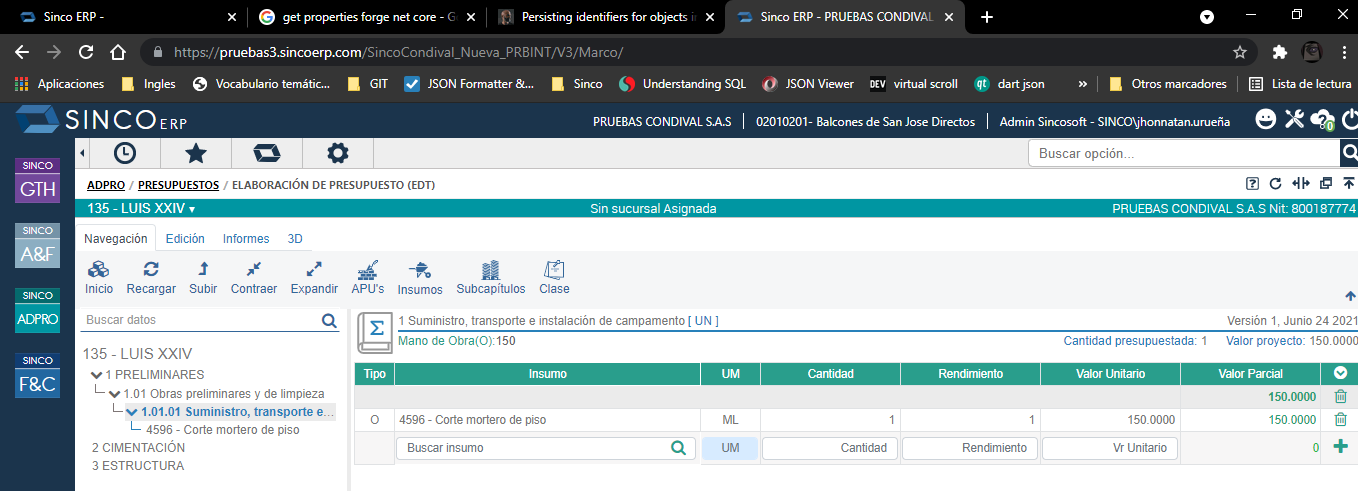 Sinco ERP -
get properties forge net core - G
Persisting identifiers for objects i
Sinco ERP - PRUEBAS CONDIVAL
https://pruebas3.sincoerp.com/SincoCondival_Nueva_PRBINT/V3/Marco/
Aplicaciones Ingles Vocabulario temátic... GIT JSON Formatter &... Sinco Understanding SQL JSON Viewer DEV virtual scroll gt dart json » Otros marcadores Lista de lectura
SINCO ERP
PRUEBAS CONDIVAL S.A.S 02010201- Balcones de San Jose Directos Admin Sincosoft - SINCO\jhonnatan.urueña 0
SINCO
GTH
SINCO
A&F
SINCO
ADPRO
SINCO
F&C
Buscar opción...
ADPRO / PRESUPUESTOS / ELABORACIÓN DE PRESUPUESTO (EDT)
135 - LUIS XXIV Sin sucursal Asignada PRUEBAS CONDIVAL S.A.S Nit: 800187774
Navegación Edición Informes 3D
Inicio Recargar Subir Contraer Expandir APU's Insumos Subcapítulos Clase
Buscar datos
135 - LUIS XXIV
1 PRELIMINARES
1.01 Obras preliminares y de limpieza
1.01.01 Suministro, transporte e...
4596 - Corte mortero de piso
2 CIMENTACIÓN
3 ESTRUCTURA
Σ
1 Suministro, transporte e instalación de campamento [ UN ] Versión 1, Junio 24 2021
Mano de Obra(O):150 Cantidad presupuestada: 1 Valor proyecto: 150.0000
Tipo Insumo UM Cantidad Rendimiento Valor Unitario Valor Parcial
150.0000
O 4596 - Corte mortero de piso ML 1 1 150.0000 150.0000
Buscar insumo UM Cantidad Rendimiento Vr Unitario 0